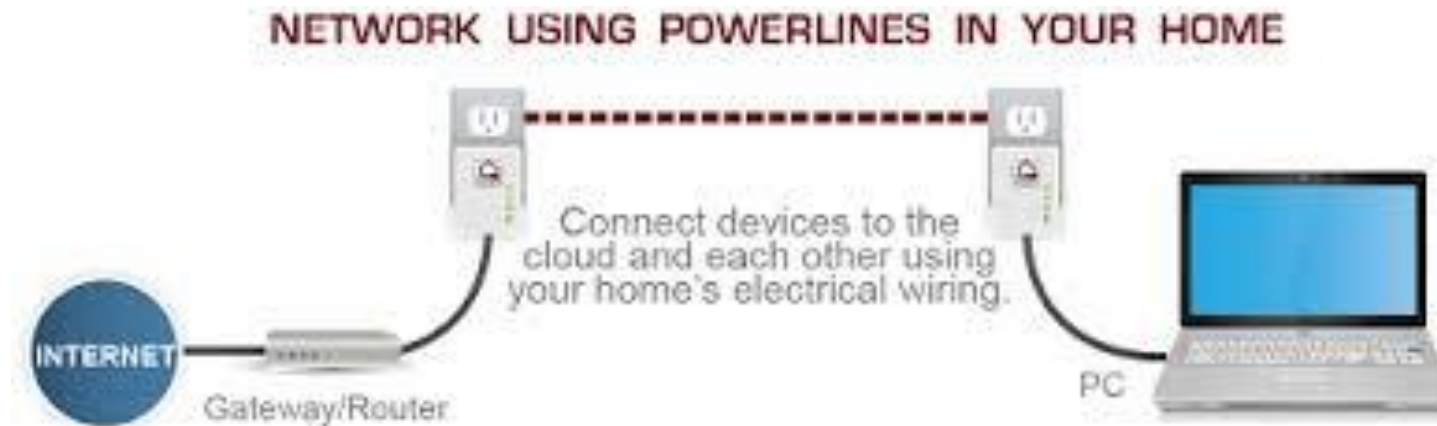 NETWORK USING POWERLINES IN YOUR HOME
Connect devices to the
cloud and each other using
your home's electrical wiring.
INTERNET
Gateway/Router
PC